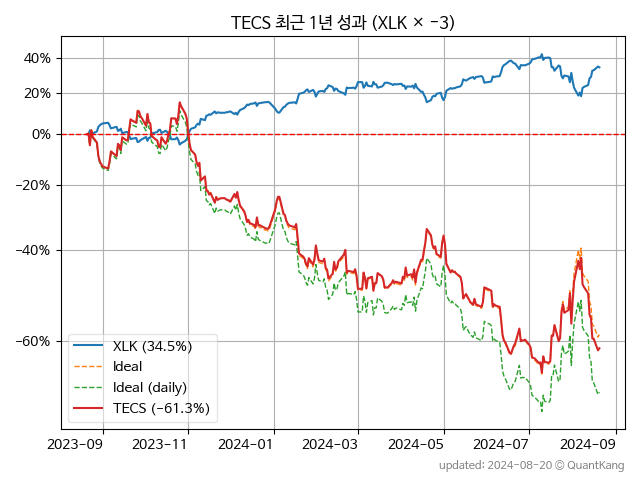 TECS 최근 1년 성과 (XLK × −3)
40%
20%
0%
−20%
−40%
−60%
XLK (34.5%)
Ideal
Ideal (daily)
TECS (−61.3%)
2023-09
2023-11
2024-01
2024-03
2024-05
2024-07
2024-09
updated: 2024-08-20 © QuantKang